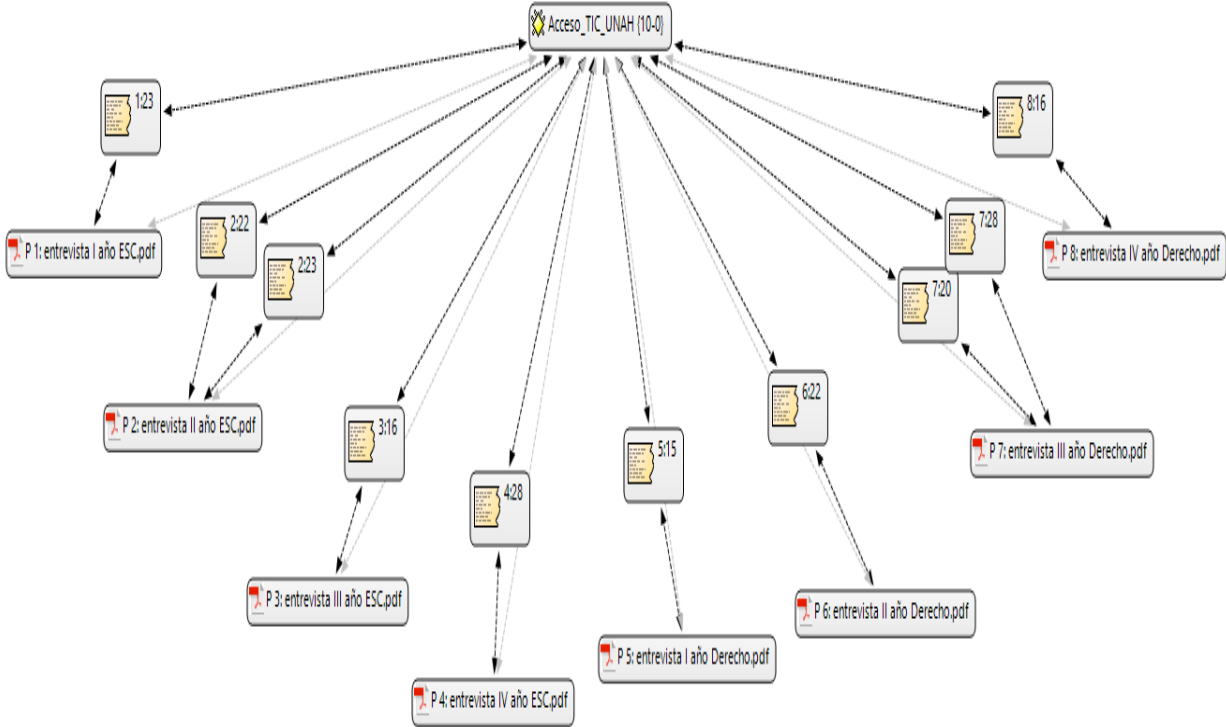 Acceso_TIC_UNAH {10-0}
1:23
8:16
2:22
7:28
P 1: entrevista I año ESC.pdf
P 8: entrevista IV año Derecho.pdf
2:23
7:20
6:22
P 2: entrevista II año ESC.pdf
3:16
5:15
P 7: entrevista III año Derecho.pdf
4:28
P 3: entrevista III año ESC.pdf
P 6: entrevista II año Derecho.pdf
P 5: entrevista I año Derecho.pdf
P 4: entrevista IV año ESC.pdf